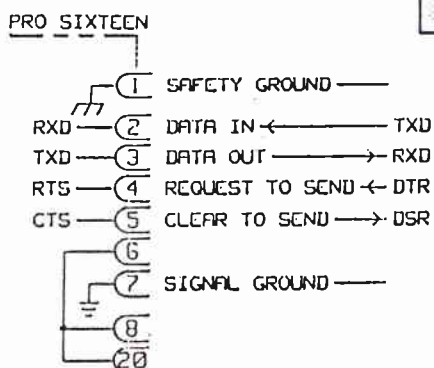 PRO SIXTEEN
1 SAFETY GROUND
RXD 2 DATA IN TXD
TXD 3 DATA OUT RXD
RTS 4 REQUEST TO SEND DTR
CTS 5 CLEAR TO SEND DSR
6
7 SIGNAL GROUND
8
20